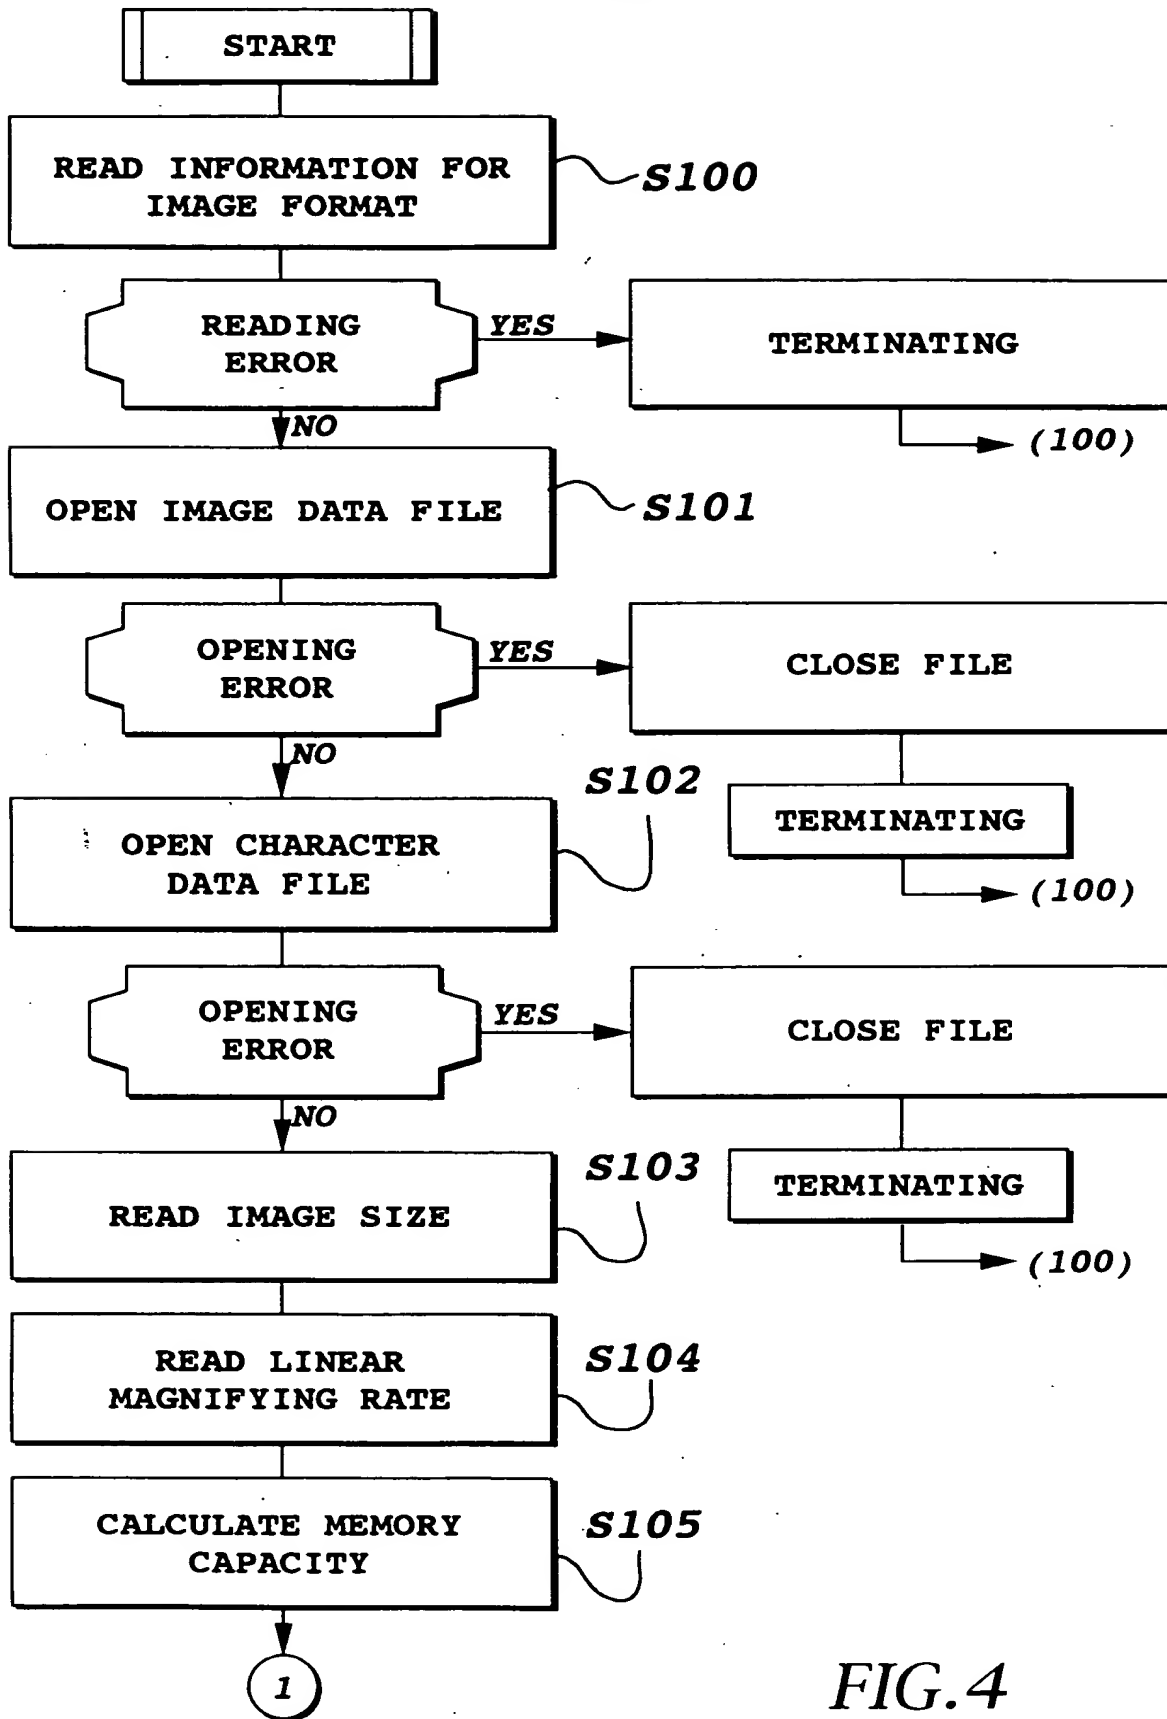 START
READ INFORMATION FOR
IMAGE FORMAT
S100
READING
ERROR
YES
TERMINATING
(100)
NO
OPEN IMAGE DATA FILE
S101
OPENING
ERROR
YES
CLOSE FILE
TERMINATING
(100)
NO
OPEN CHARACTER
DATA FILE
S102
OPENING
ERROR
YES
CLOSE FILE
TERMINATING
(100)
NO
READ IMAGE SIZE
S103
READ LINEAR
MAGNIFYING RATE
S104
CALCULATE MEMORY
CAPACITY
S105
1
FIG.4